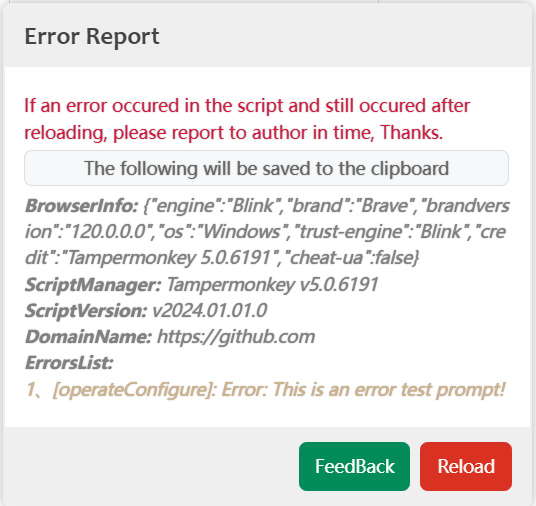 Error Report
If an error occured in the script and still occured after
reloading, please report to author in time, Thanks.
The following will be saved to the clipboard
BrowserInfo: {"engine":"Blink","brand":"Brave","brandvers
ion":"120.0.0.0","os":"Windows","trust-engine":"Blink","cre
dit":"Tampermonkey 5.0.6191","cheat-ua":false}
ScriptManager: Tampermonkey v5.0.6191
ScriptVersion: v2024.01.01.0
DomainName: https://github.com
ErrorsList:
1、[operateConfigure]: Error: This is an error test prompt!
FeedBack
Reload